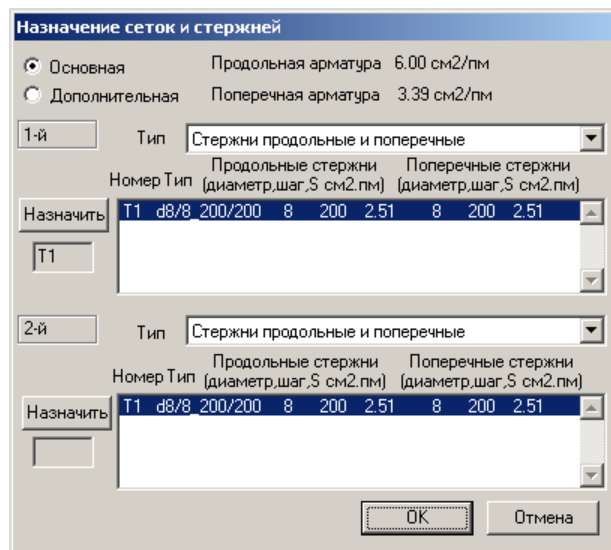 Назначение сеток и стержней
Основная Продольная арматура 6.00 см2/пм
Дополнительная Поперечная арматура 3.39 см2/пм
1-й Тип Стержни продольные и поперечные
Продольные стержни Поперечные стержни
Номер Тип (диаметр,шаг,S см2.пм) (диаметр,шаг,S см2.пм)
Назначить T1 d8/8_200/200 8 200 2.51 8 200 2.51
T1
2-й Тип Стержни продольные и поперечные
Продольные стержни Поперечные стержни
Номер Тип (диаметр,шаг,S см2.пм) (диаметр,шаг,S см2.пм)
Назначить T1 d8/8_200/200 8 200 2.51 8 200 2.51
OK Отмена